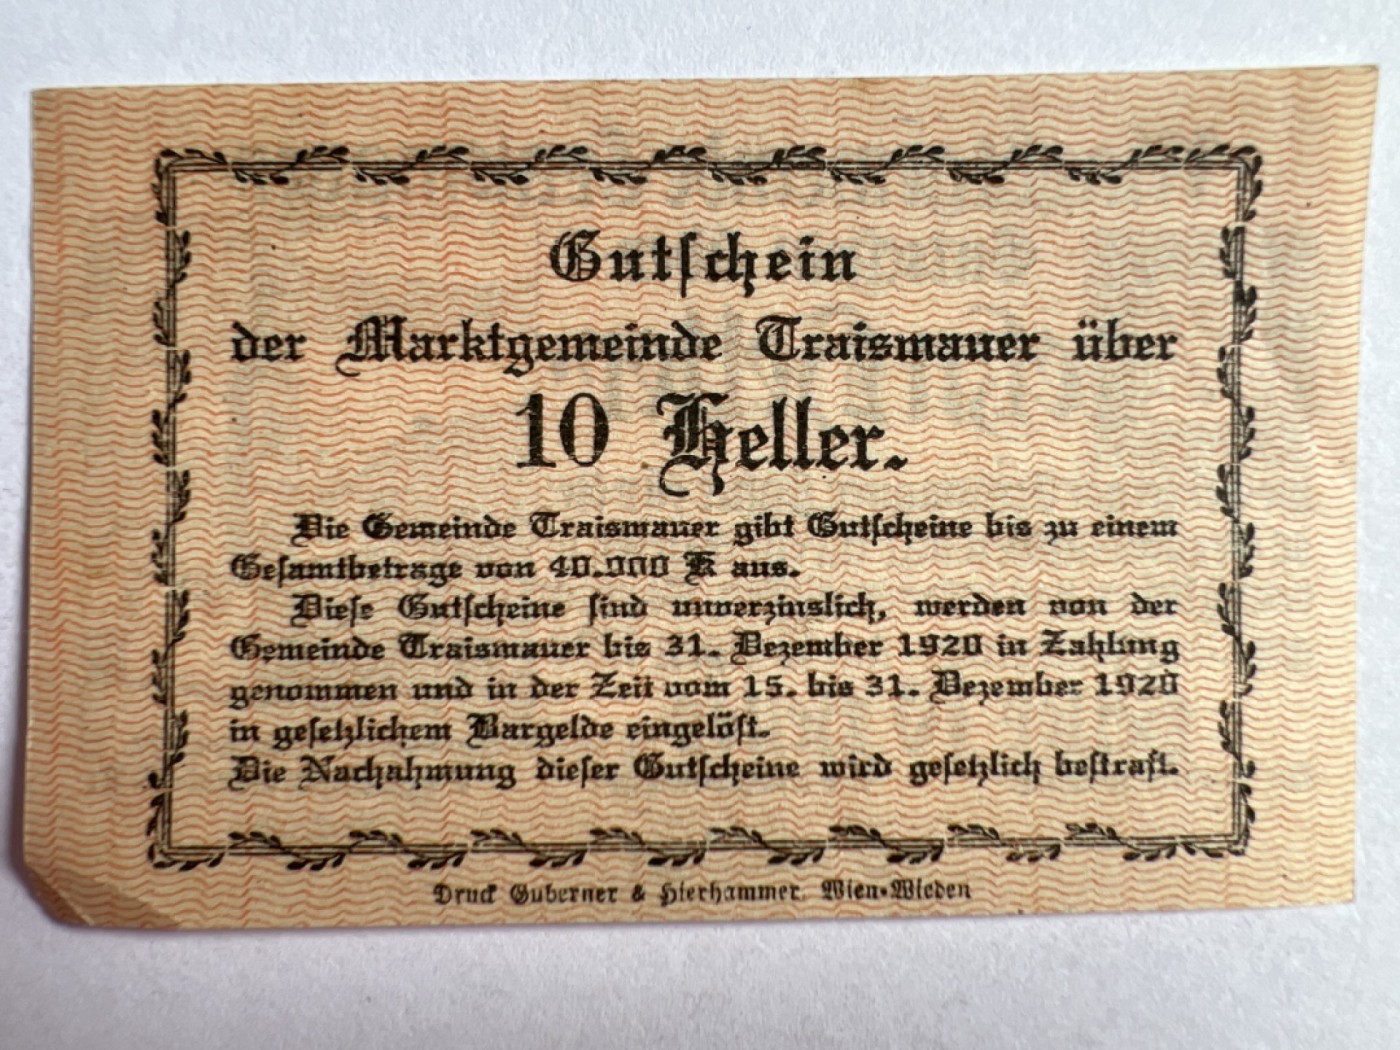 Gutschein
der Marktgemeinde Traismauer über
10 Heller.
Die Gemeinde Traismauer gibt Gutscheine bis zu einem
Gesamtbetrage von 40.000 K aus.
Diese Gutscheine sind unverzinslich, werden von der
Gemeinde Traismauer bis 31. Dezember 1920 in Zahlung
genommen und in der Zeit vom 15. bis 31. Dezember 1920
in gesetzlichem Bargelde eingelöst.
Die Nachahmung dieser Gutscheine wird gesetzlich bestraft.
Druck Guberner & Hierhammer, Wien-Wieden